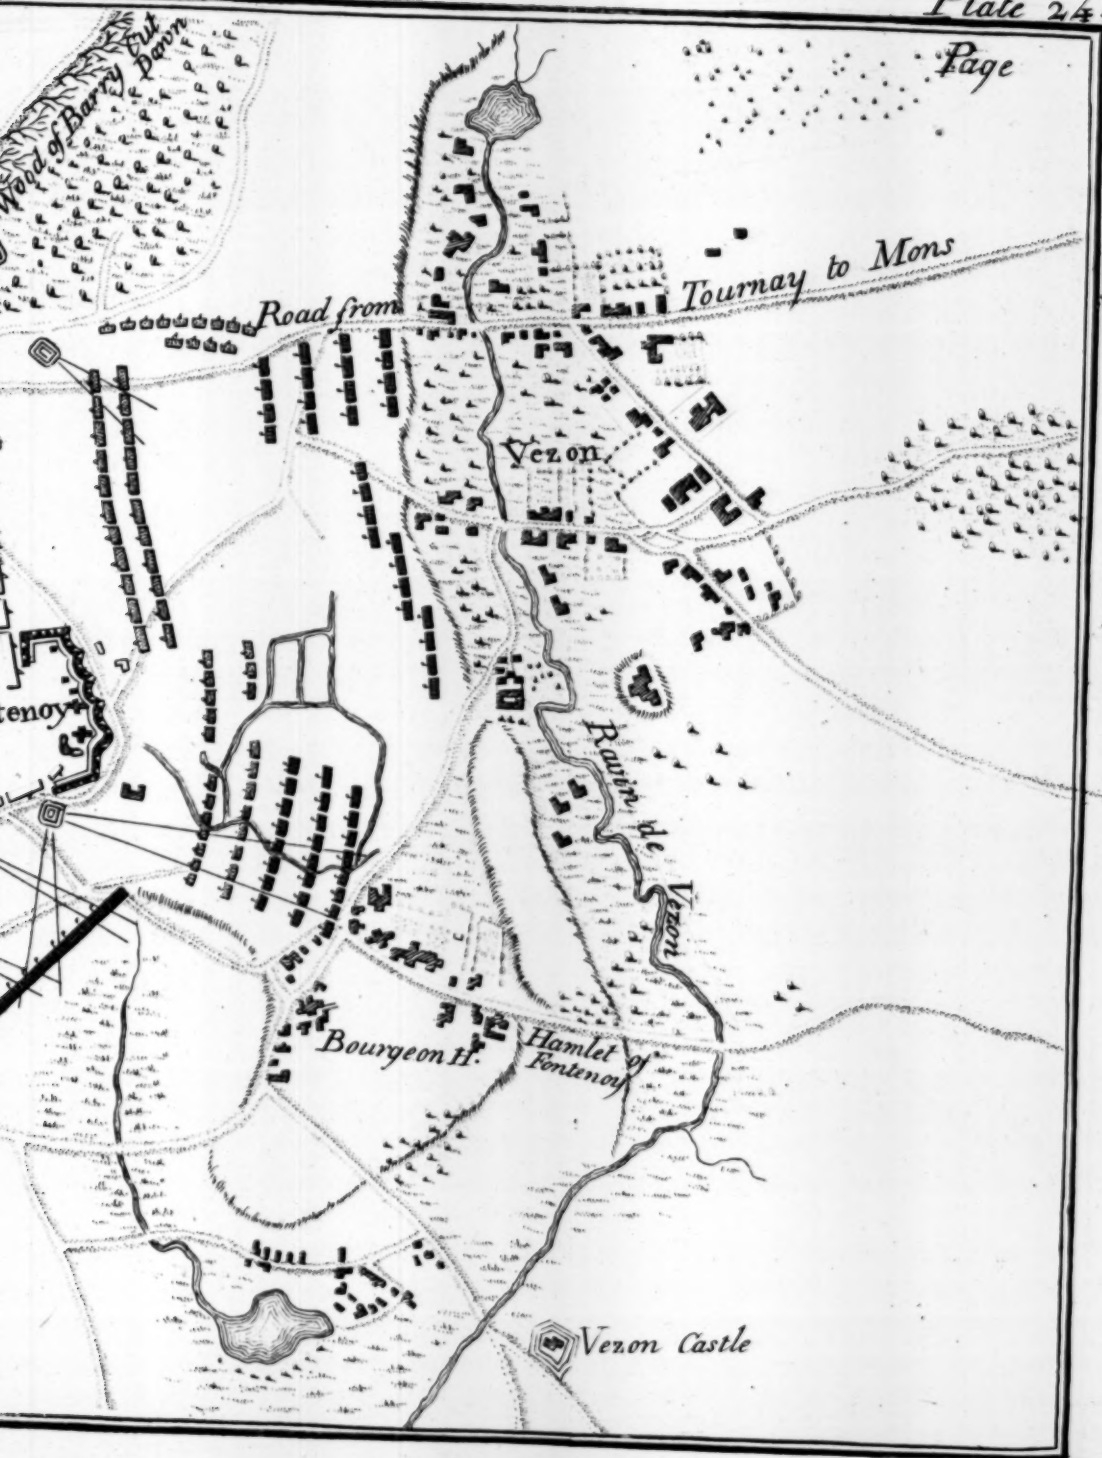 Plate 24
Page
Wood of Barry Cut
Dawn
Road from Tournay to Mons
Vezon
tenoy
Ravin de Vezon
Bourgeon H.
Hamlet of
Fontenoy
Vezon Castle